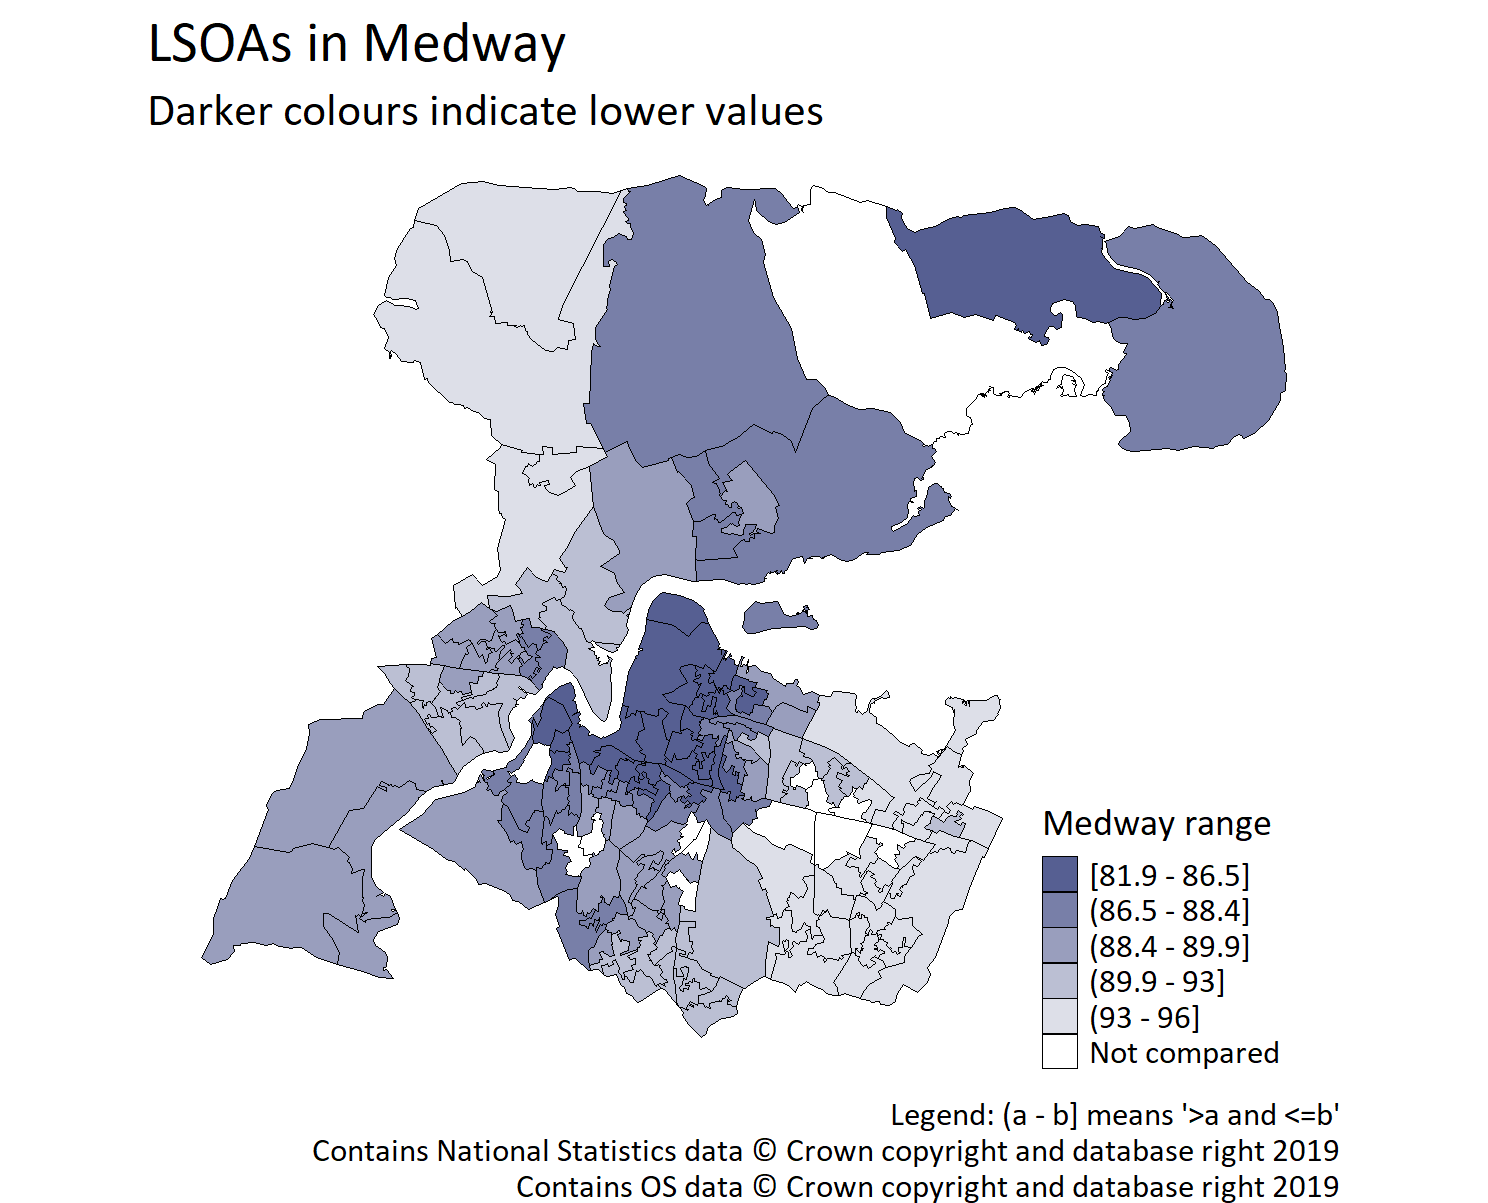 LSOAs in Medway
Darker colours indicate lower values
Medway range
[81.9 - 86.5]
(86.5 - 88.4]
(88.4 - 89.9]
(89.9 - 93]
(93 - 96]
Not compared
Legend: (a - b] means '>a and <=b'
Contains National Statistics data © Crown copyright and database right 2019
Contains OS data © Crown copyright and database right 2019